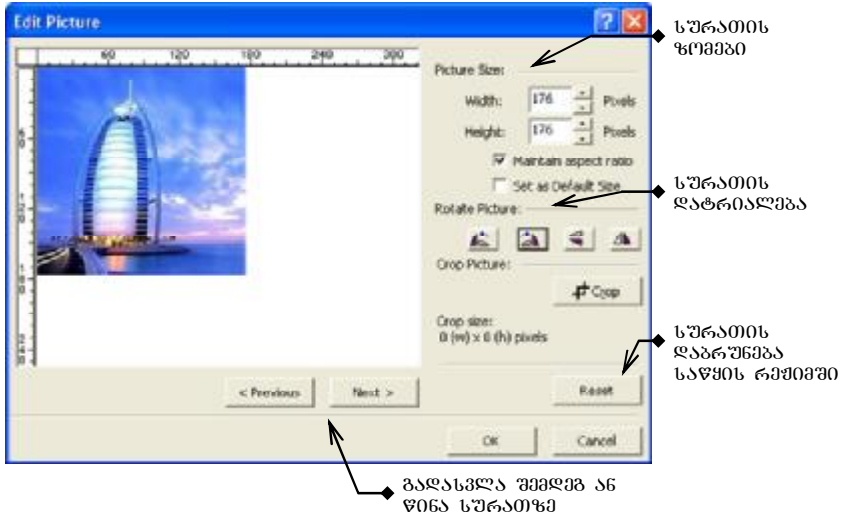 Edit Picture
60 120 180 240 300
Picture Size:
Width: 176 Pixels
Height: 176 Pixels
Maintain aspect ratio
Set as Default Size
Rotate Picture:
Crop Picture:
Crop
Crop size:
0 (w) x 0 (h) pixels
< Previous
Next >
Reset
OK
Cancel
სურათის
ზომები
სურათის
დატრიალება
სურათის
დაბრუნება
საწყის რეჟიმში
გადასვლა შემდეგ ან
წინა სურათზე